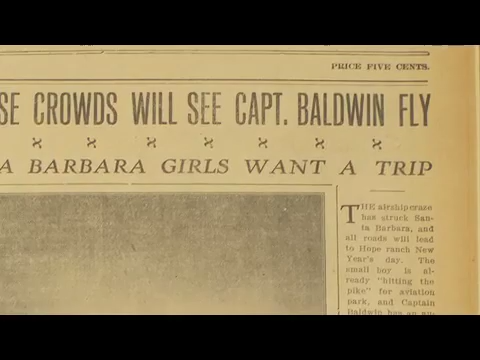 PRICE FIVE CENTS.
SE CROWDS WILL SEE CAPT. BALDWIN FLY
A BARBARA GIRLS WANT A TRIP
THE airship craze
has struck San-
ta Barbara, and
all roads will lead
to Hope ranch New
Year's day. The
small boy is al-
ready "hitting the
pike" for aviation
park, and Captain
Baldwin has an au-